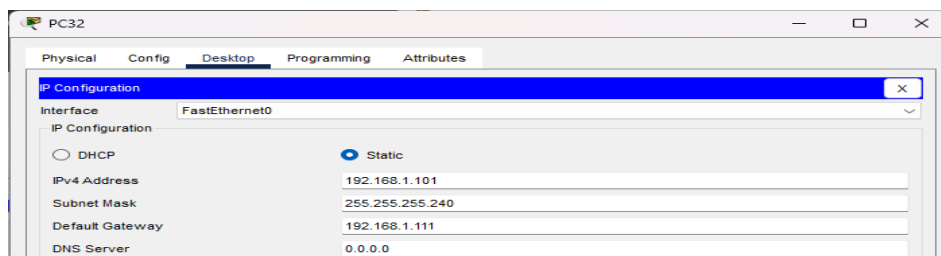 PC32
Physical Config Desktop Programming Attributes
IP Configuration X
Interface FastEthernet0
IP Configuration
DHCP Static
IPv4 Address 192.168.1.101
Subnet Mask 255.255.255.240
Default Gateway 192.168.1.111
DNS Server 0.0.0.0